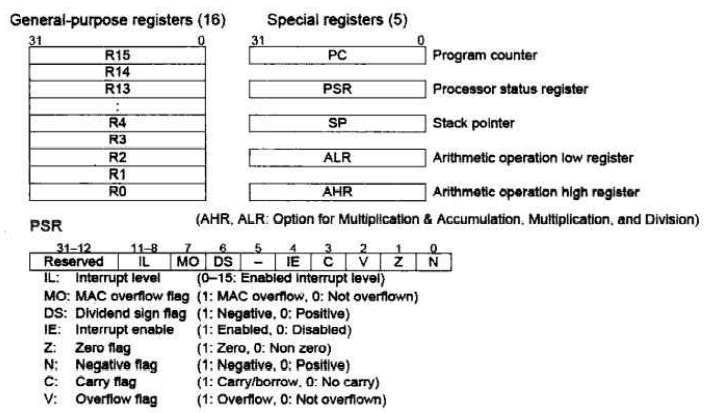 General-purpose registers (16)
31 0
R15
R14
R13
:
R4
R3
R2
R1
R0
Special registers (5)
31 0
PC Program counter
PSR Processor status register
SP Stack pointer
ALR Arithmetic operation low register
AHR Arithmetic operation high register
(AHR, ALR: Option for Multiplication & Accumulation, Multiplication, and Division)
PSR
31–12 11–8 7 6 5 4 3 2 1 0
Reserved IL MO DS – IE C V Z N
IL: Interrupt level (0–15: Enabled interrupt level)
MO: MAC overflow flag (1: MAC overflow, 0: Not overflown)
DS: Dividend sign flag (1: Negative, 0: Positive)
IE: Interrupt enable (1: Enabled, 0: Disabled)
Z: Zero flag (1: Zero, 0: Non zero)
N: Negative flag (1: Negative, 0: Positive)
C: Carry flag (1: Carry/borrow, 0: No carry)
V: Overflow flag (1: Overflow, 0: Not overflown)